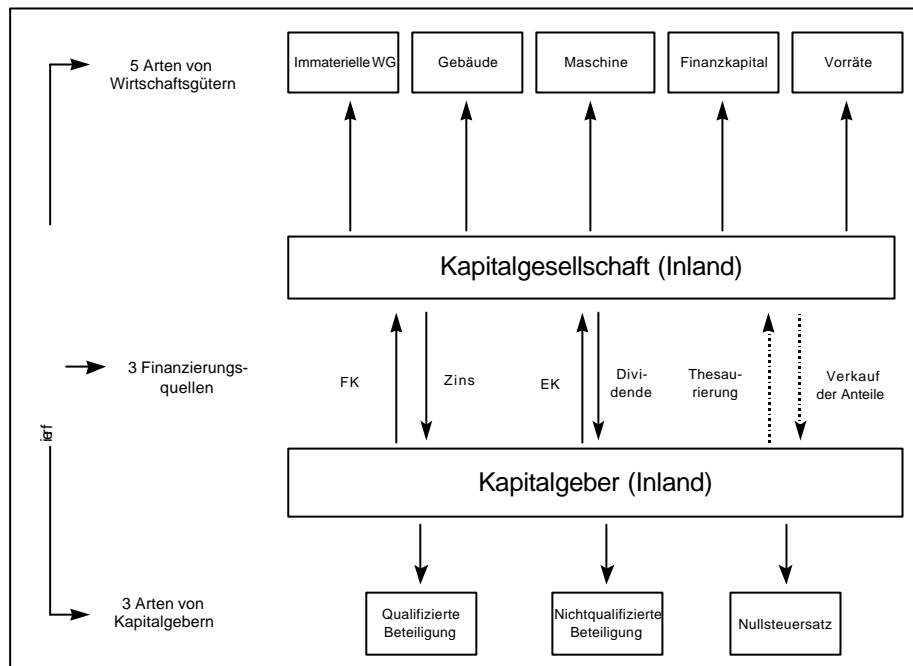 5 Arten von
Wirtschaftsgütern
Immaterielle WG
Gebäude
Maschine
Finanzkapital
Vorräte
Kapitalgesellschaft (Inland)
3 Finanzierungs-
quellen
FK
Zins
EK
Divi-
dende
Thesau-
rierung
Verkauf
der Anteile
Kapitalgeber (Inland)
3 Arten von
Kapitalgebern
Qualifizierte
Beteiligung
Nichtqualifizierte
Beteiligung
Nullsteuersatz